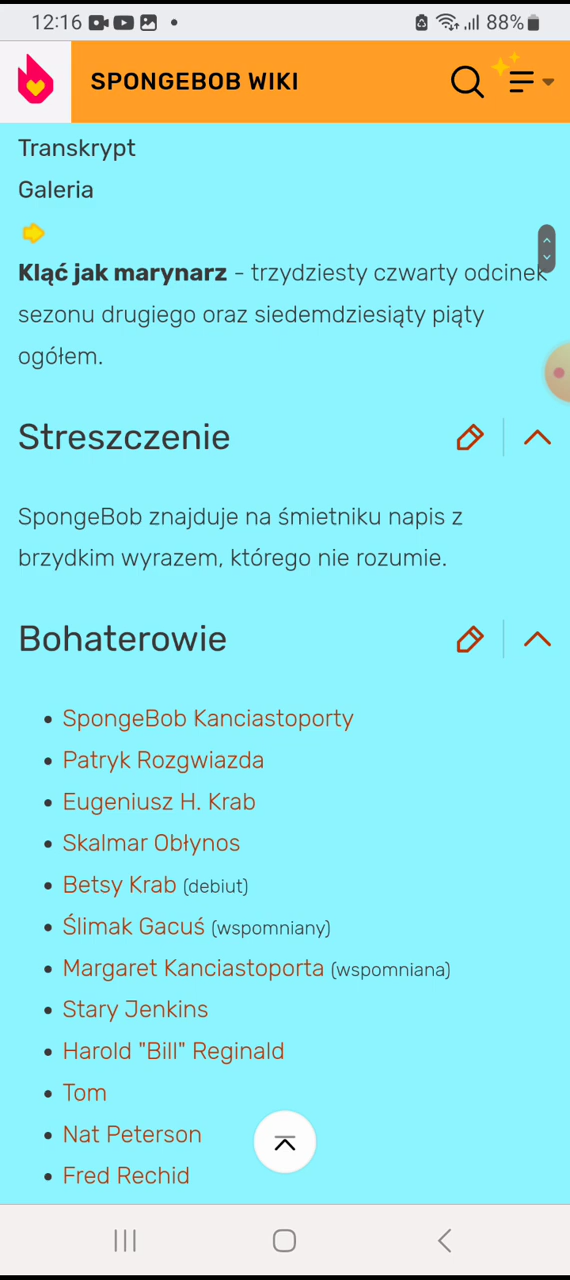 12:16
88%
SPONGEBOB WIKI
Transkrypt
Galeria
Kląć jak marynarz - trzydziesty czwarty odcinek
sezonu drugiego oraz siedemdziesiąty piąty
ogółem.
Streszczenie
SpongeBob znajduje na śmietniku napis z
brzydkim wyrazem, którego nie rozumie.
Bohaterowie
SpongeBob Kanciastoporty
Patryk Rozgwiazda
Eugeniusz H. Krab
Skalmar Obłynos
Betsy Krab (debiut)
Ślimak Gacuś (wspomniany)
Margaret Kanciastoporta (wspomniana)
Stary Jenkins
Harold "Bill" Reginald
Tom
Nat Peterson
Fred Rechid